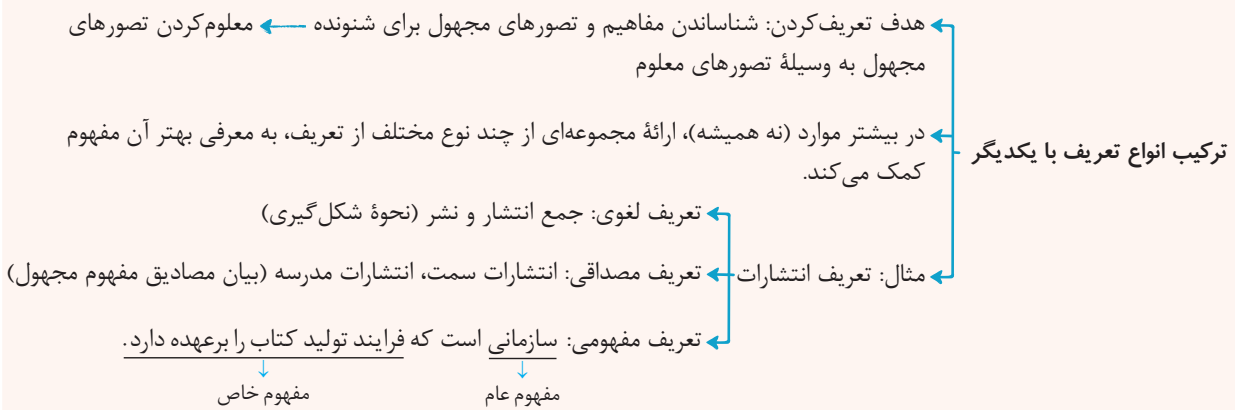 هدف تعریف‌کردن: شناساندن مفاهیم و تصورهای مجهول برای شنونده ← معلوم‌کردن تصورهای
مجهول به وسیلۀ تصورهای معلوم
در بیشتر موارد (نه همیشه)، ارائۀ مجموعه‌ای از چند نوع مختلف از تعریف، به معرفی بهتر آن مفهوم
کمک می‌کند.
ترکیب انواع تعریف با یکدیگر
تعریف لغوی: جمع انتشار و نشر (نحوۀ شکل‌گیری)
مثال: تعریف انتشارات
تعریف مصداقی: انتشارات سمت، انتشارات مدرسه (بیان مصادیق مفهوم مجهول)
تعریف مفهومی: سازمانی است که فرایند تولید کتاب را برعهده دارد.
مفهوم عام
مفهوم خاص